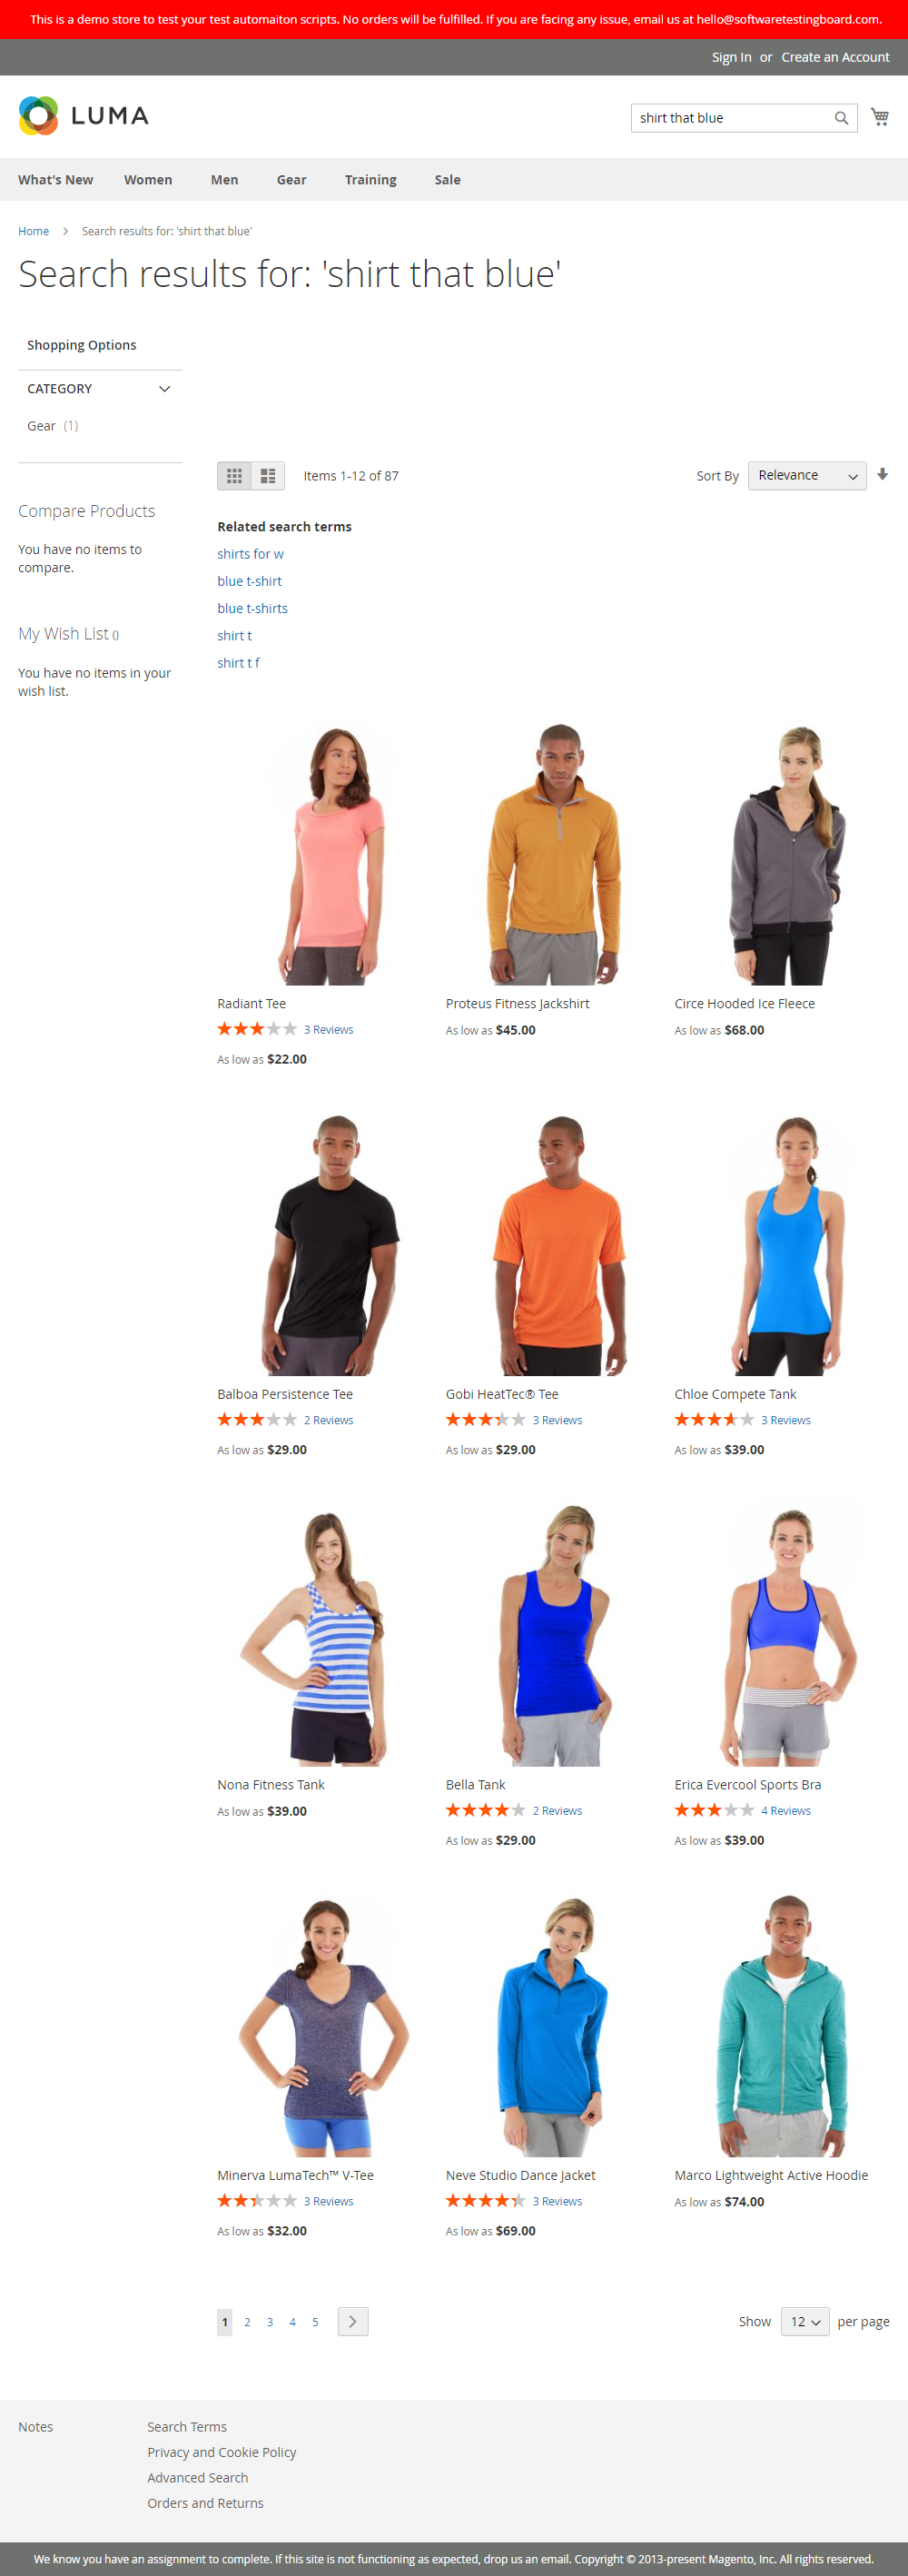 This is a demo store to test your test automaiton scripts. No orders will be fulfilled. If you are facing any issue, email us at hello@softwaretestingboard.com.
Sign In or Create an Account
LUMA
shirt that blue
What's New Women Men Gear Training Sale
Home > Search results for: 'shirt that blue'
Search results for: 'shirt that blue'
Shopping Options
CATEGORY
Gear (1)
Compare Products
You have no items to
compare.
My Wish List ()
You have no items in your
wish list.
Items 1-12 of 87
Sort By Relevance
Related search terms
shirts for w
blue t-shirt
blue t-shirts
shirt t
shirt t f
Radiant Tee
3 Reviews
As low as $22.00
Proteus Fitness Jackshirt
As low as $45.00
Circe Hooded Ice Fleece
As low as $68.00
Balboa Persistence Tee
2 Reviews
As low as $29.00
Gobi HeatTec® Tee
3 Reviews
As low as $29.00
Chloe Compete Tank
3 Reviews
As low as $39.00
Nona Fitness Tank
As low as $39.00
Bella Tank
2 Reviews
As low as $29.00
Erica Evercool Sports Bra
4 Reviews
As low as $39.00
Minerva LumaTech™ V-Tee
3 Reviews
As low as $32.00
Neve Studio Dance Jacket
3 Reviews
As low as $69.00
Marco Lightweight Active Hoodie
As low as $74.00
1 2 3 4 5
Show 12 per page
Notes
Search Terms
Privacy and Cookie Policy
Advanced Search
Orders and Returns
We know you have an assignment to complete. If this site is not functioning as expected, drop us an email. Copyright © 2013-present Magento, Inc. All rights reserved.